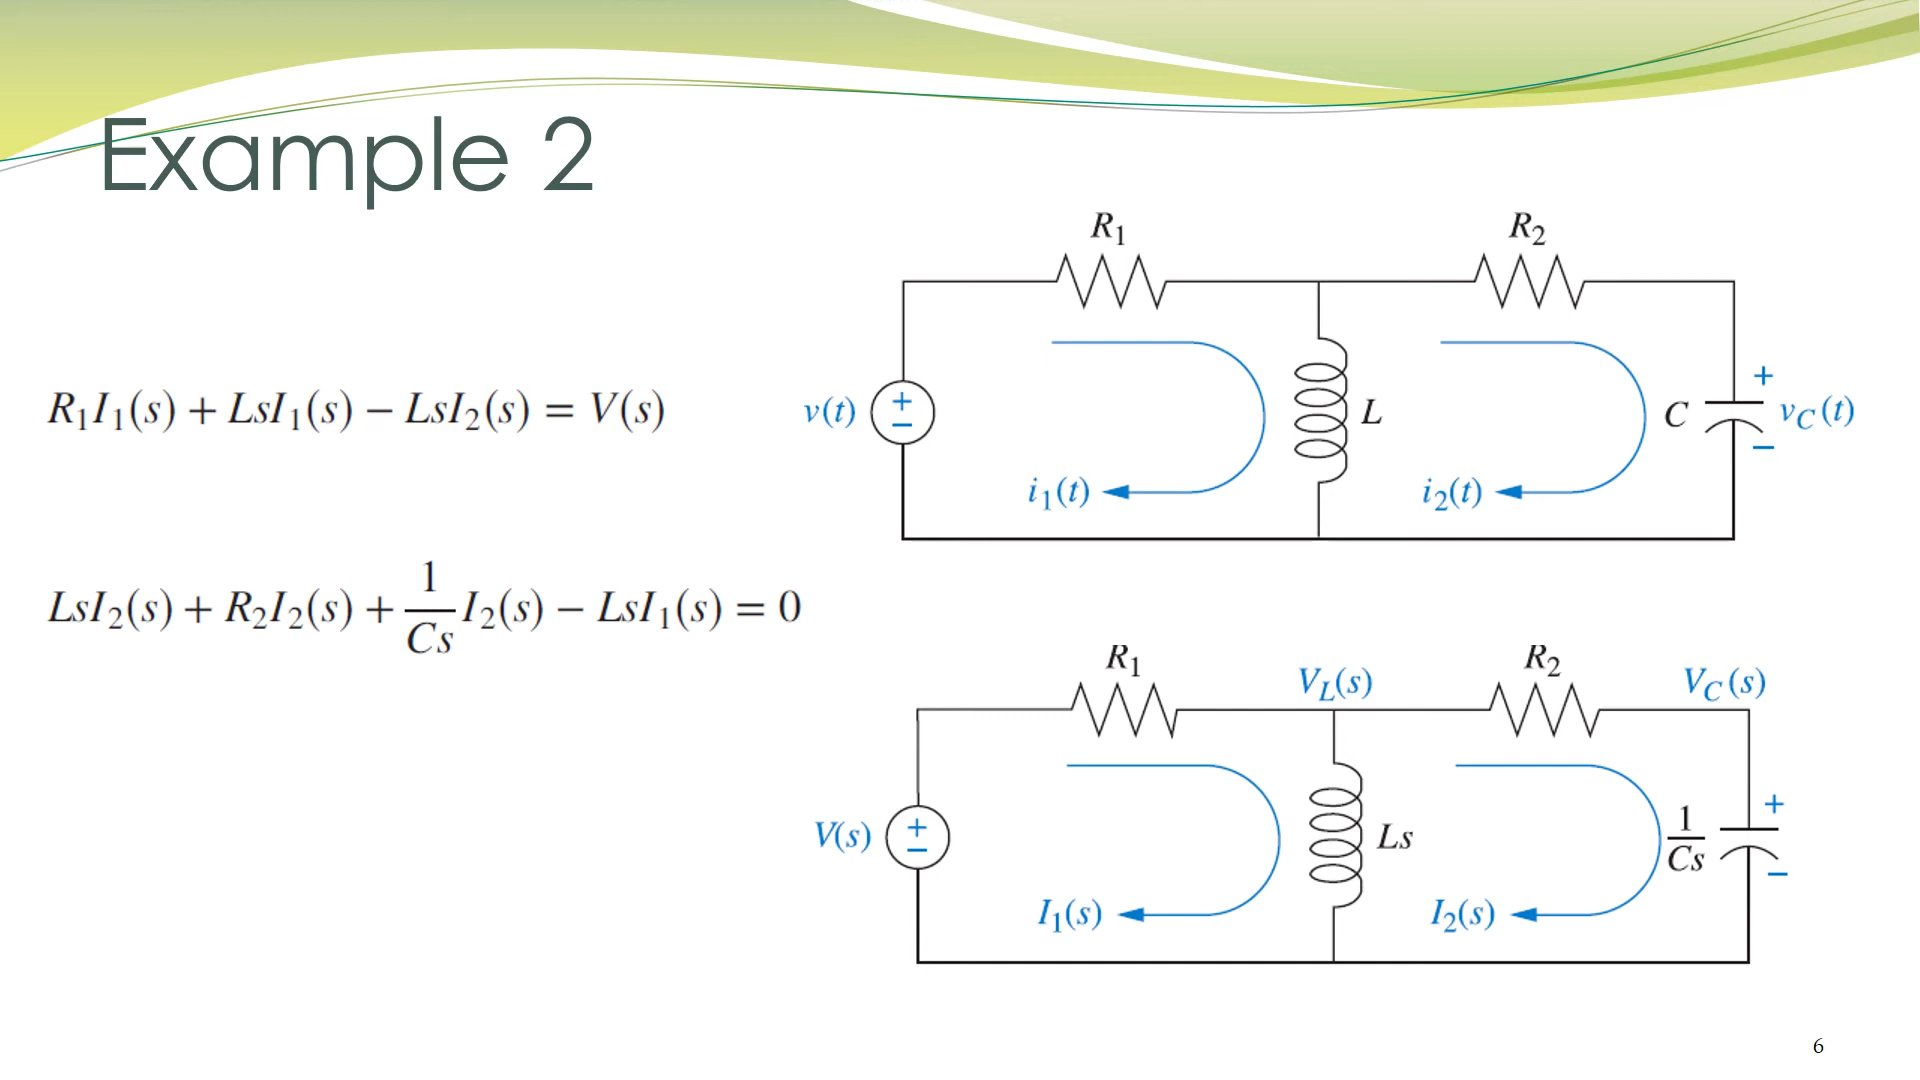 Example 2
R₁I₁(s) + LsI₁(s) − LsI₂(s) = V(s)
LsI₂(s) + R₂I₂(s) + 1/Cs I₂(s) − LsI₁(s) = 0
R₁
R₂
v(t)
+
−
L
C
+
v_C(t)
−
i₁(t)
i₂(t)
R₁
V_L(s)
R₂
V_C(s)
V(s)
+
−
Ls
1/Cs
+
−
I₁(s)
I₂(s)
6